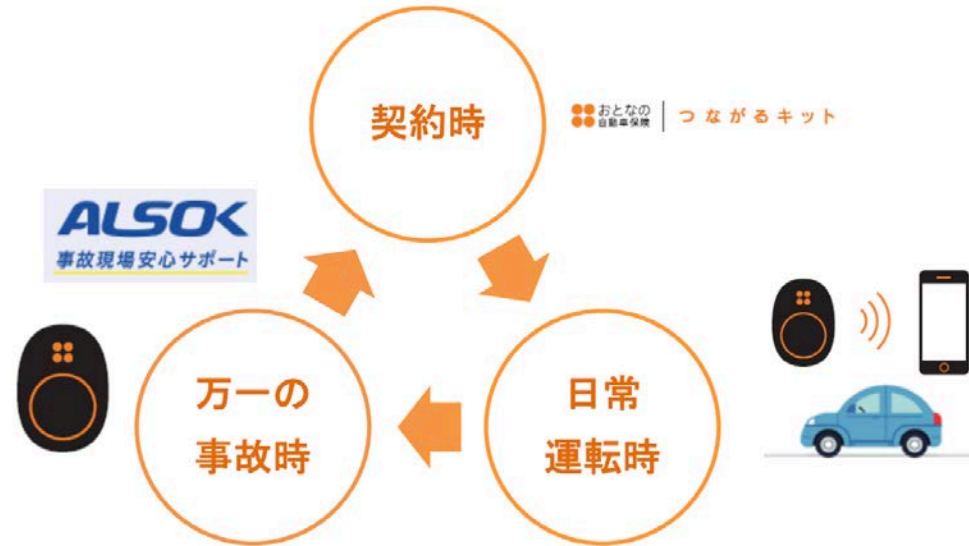 契約時
おとなの
自動車保険
つながるキット
ALSOK
事故現場安心サポート
万一の
事故時
日常
運転時